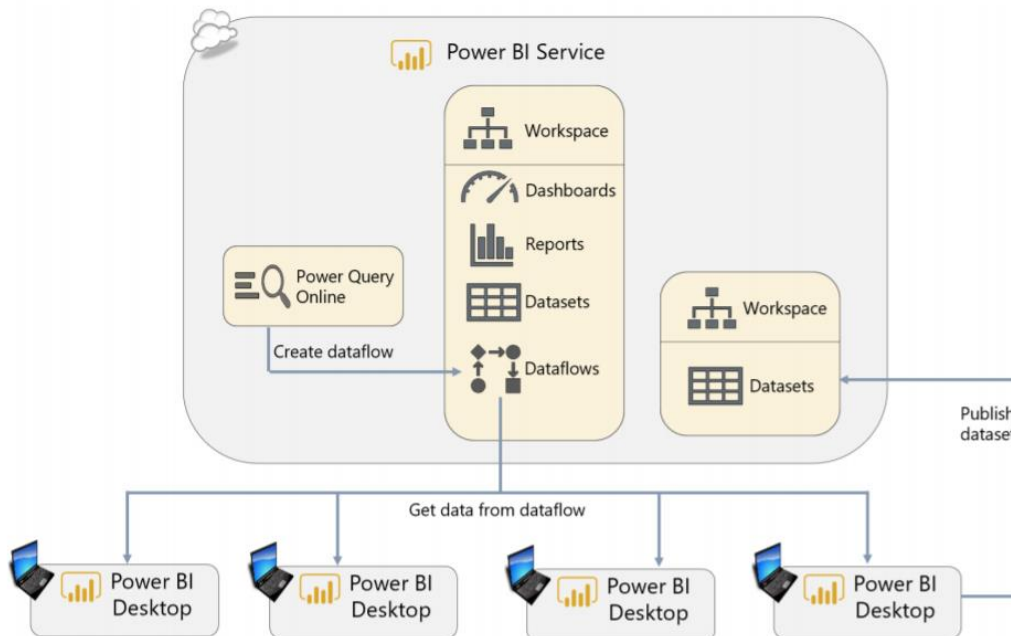 Power BI Service
Workspace
Dashboards
Reports
Power Query
Online
Datasets
Workspace
Create dataflow
Dataflows
Datasets
Publish
dataset
Get data from dataflow
Power BI
Desktop
Power BI
Desktop
Power BI
Desktop
Power BI
Desktop